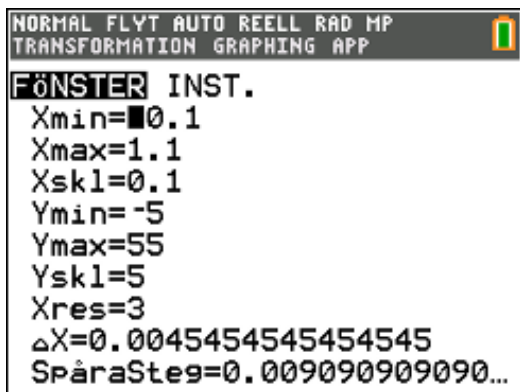 NORMAL FLYT AUTO REELL RAD MP
TRANSFORMATION GRAPHING APP
FÖNSTER INST.
Xmin=█0.1
Xmax=1.1
Xskl=0.1
Ymin=-5
Ymax=55
Yskl=5
Xres=3
△X=0.0045454545454545
SpåraSteg=0.009090909090…